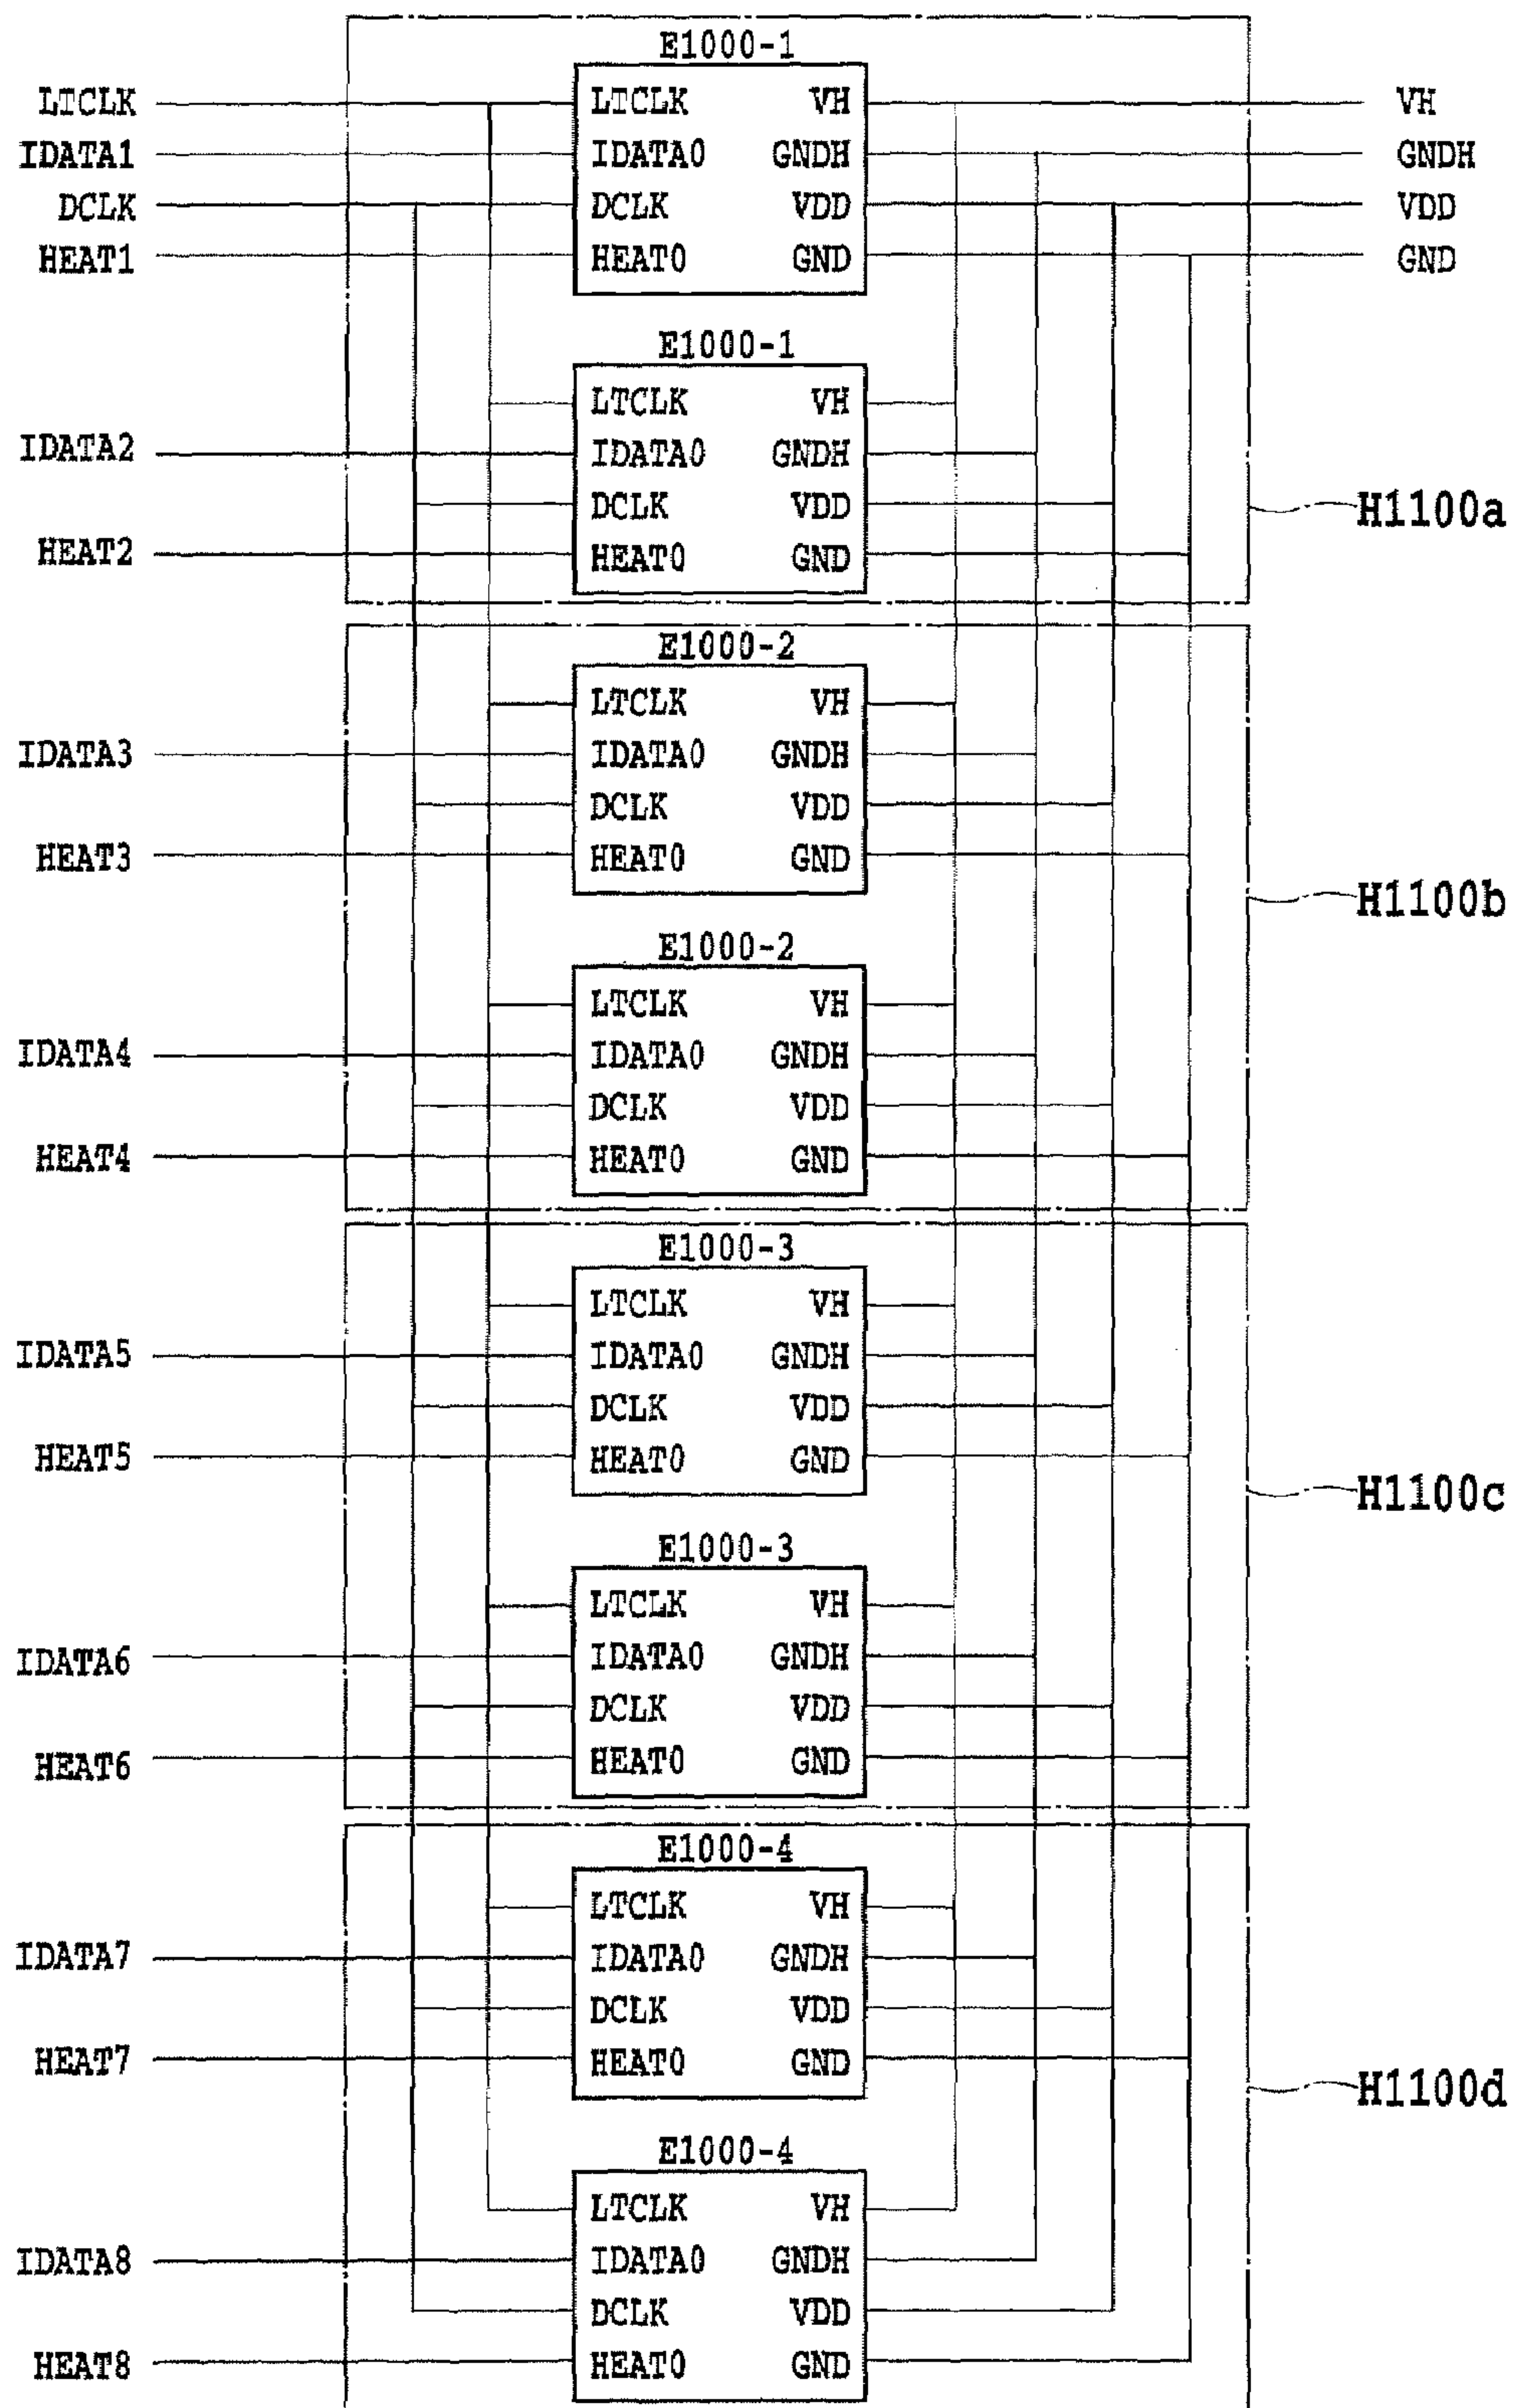 E1000-1
LTCLK LTCLK VH VH
IDATA1 IDATA0 GNDH GNDH
DCLK DCLK VDD VDD
HEAT1 HEAT0 GND GND
E1000-1
LTCLK VH
IDATA2 IDATA0 GNDH
DCLK VDD H1100a
HEAT2 HEAT0 GND
E1000-2
LTCLK VH
IDATA3 IDATA0 GNDH
DCLK VDD
HEAT3 HEAT0 GND
H1100b
E1000-2
LTCLK VH
IDATA4 IDATA0 GNDH
DCLK VDD
HEAT4 HEAT0 GND
E1000-3
LTCLK VH
IDATA5 IDATA0 GNDH
DCLK VDD
HEAT5 HEAT0 GND
H1100c
E1000-3
LTCLK VH
IDATA6 IDATA0 GNDH
DCLK VDD
HEAT6 HEAT0 GND
E1000-4
LTCLK VH
IDATA7 IDATA0 GNDH
DCLK VDD
HEAT7 HEAT0 GND
H1100d
E1000-4
LTCLK VH
IDATA8 IDATA0 GNDH
DCLK VDD
HEAT8 HEAT0 GND